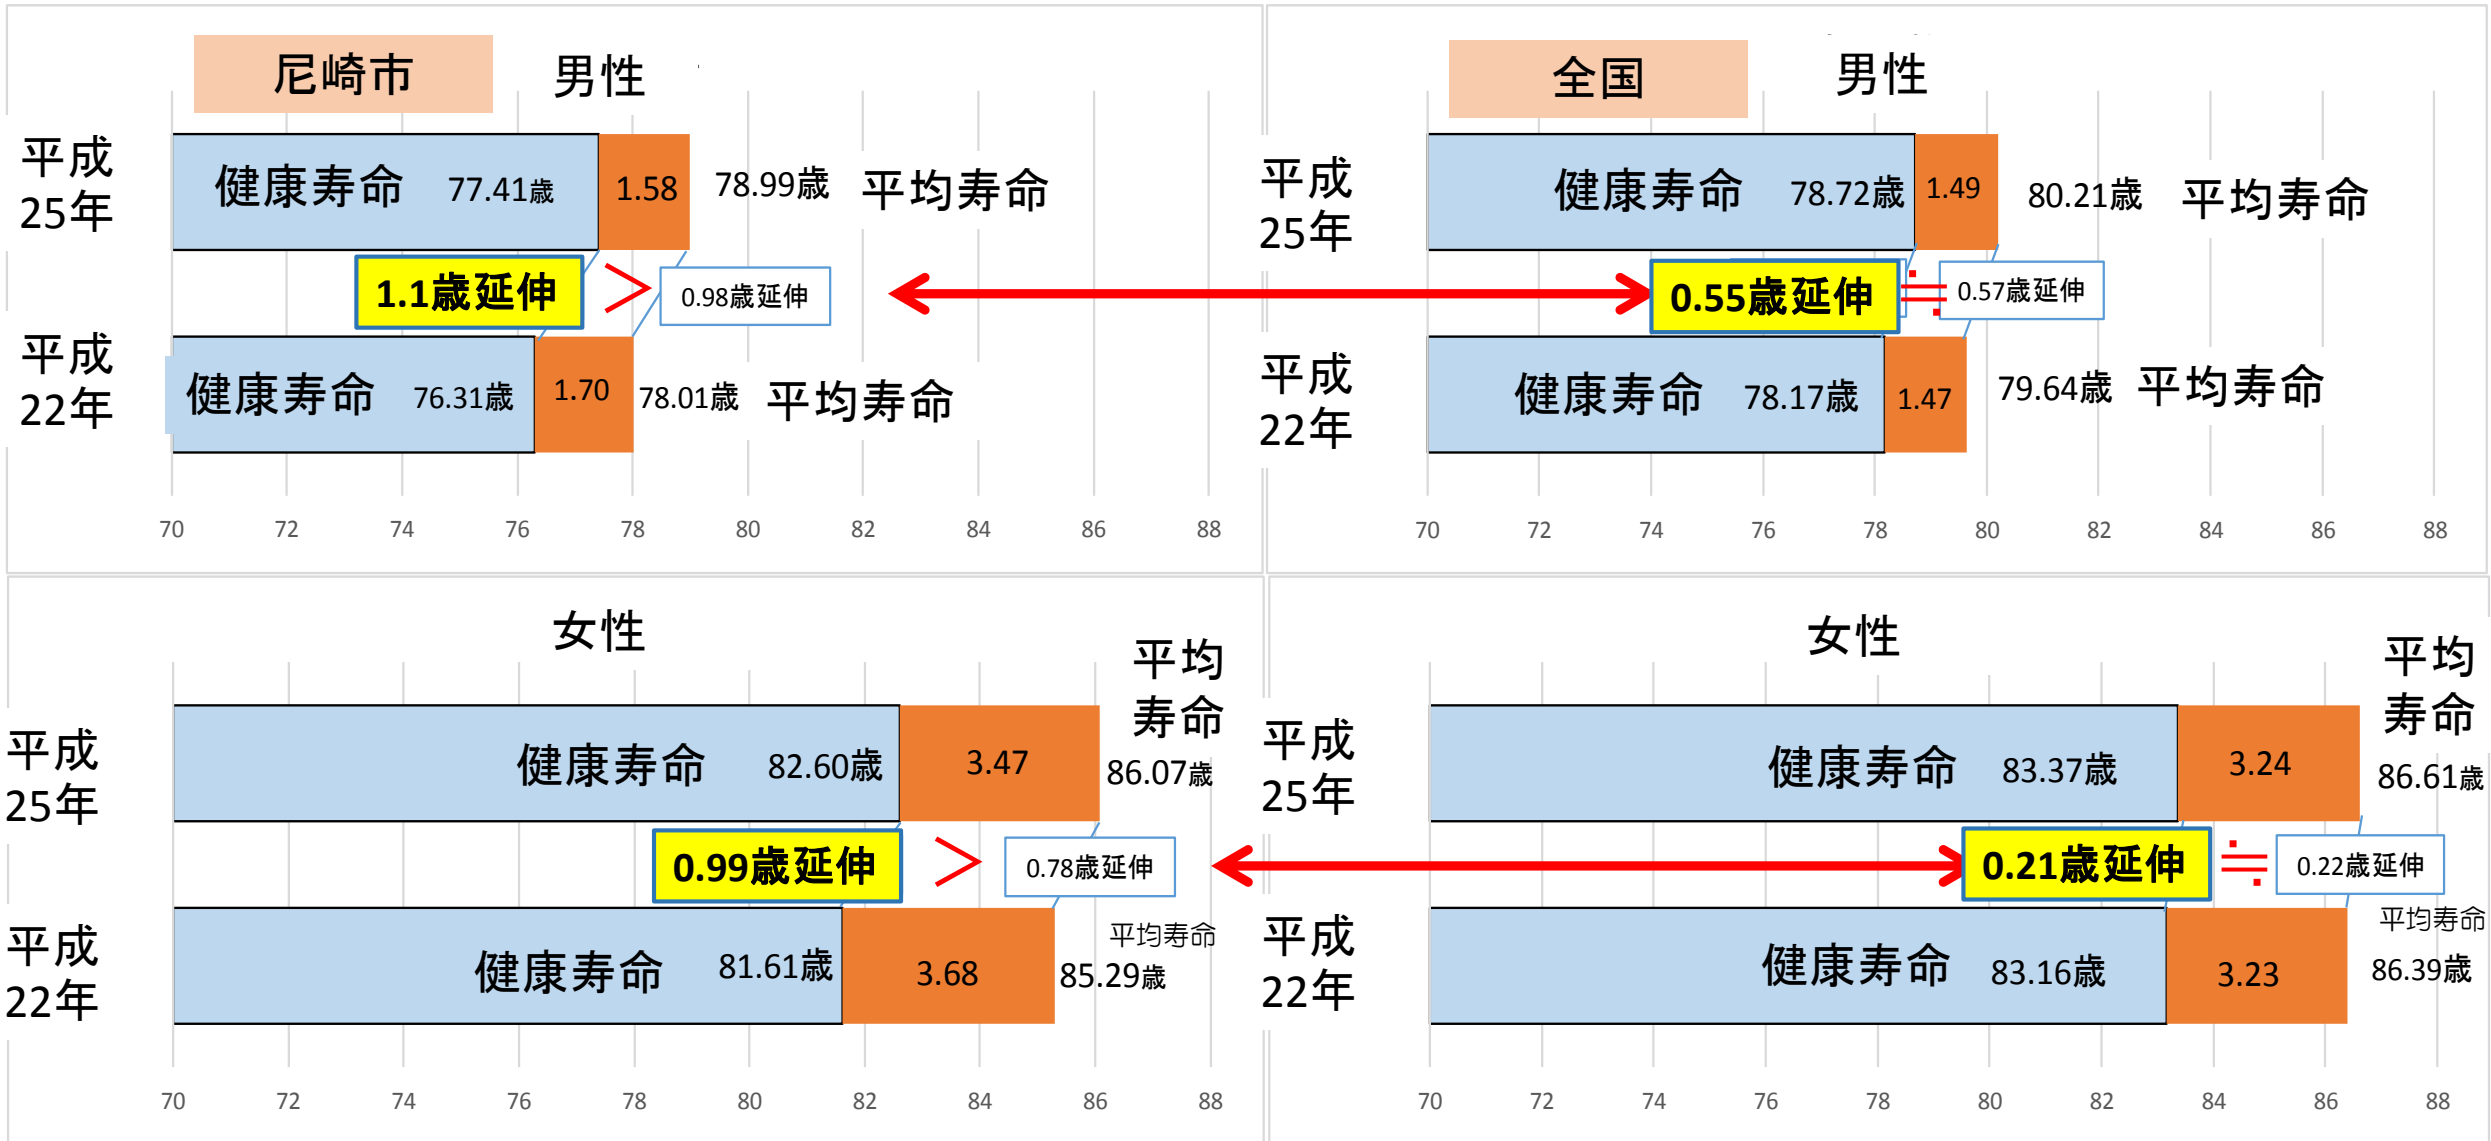 尼崎市
男性
平成
25年
健康寿命 77.41歳 1.58 78.99歳 平均寿命
1.1歳延伸 > 0.98歳延伸
平成
22年
健康寿命 76.31歳 1.70 78.01歳 平均寿命
70 72 74 76 78 80 82 84 86 88
全国
男性
平成
25年
健康寿命 78.72歳 1.49 80.21歳 平均寿命
0.55歳延伸 ≒ 0.57歳延伸
平成
22年
健康寿命 78.17歳 1.47 79.64歳 平均寿命
70 72 74 76 78 80 82 84 86 88
女性
平均
寿命
平成
25年
健康寿命 82.60歳 3.47 86.07歳
0.99歳延伸 > 0.78歳延伸
平均寿命
平成
22年
健康寿命 81.61歳 3.68 85.29歳
70 72 74 76 78 80 82 84 86 88
女性
平均
寿命
平成
25年
健康寿命 83.37歳 3.24 86.61歳
0.21歳延伸 ≒ 0.22歳延伸
平均寿命
平成
22年
健康寿命 83.16歳 3.23 86.39歳
70 72 74 76 78 80 82 84 86 88